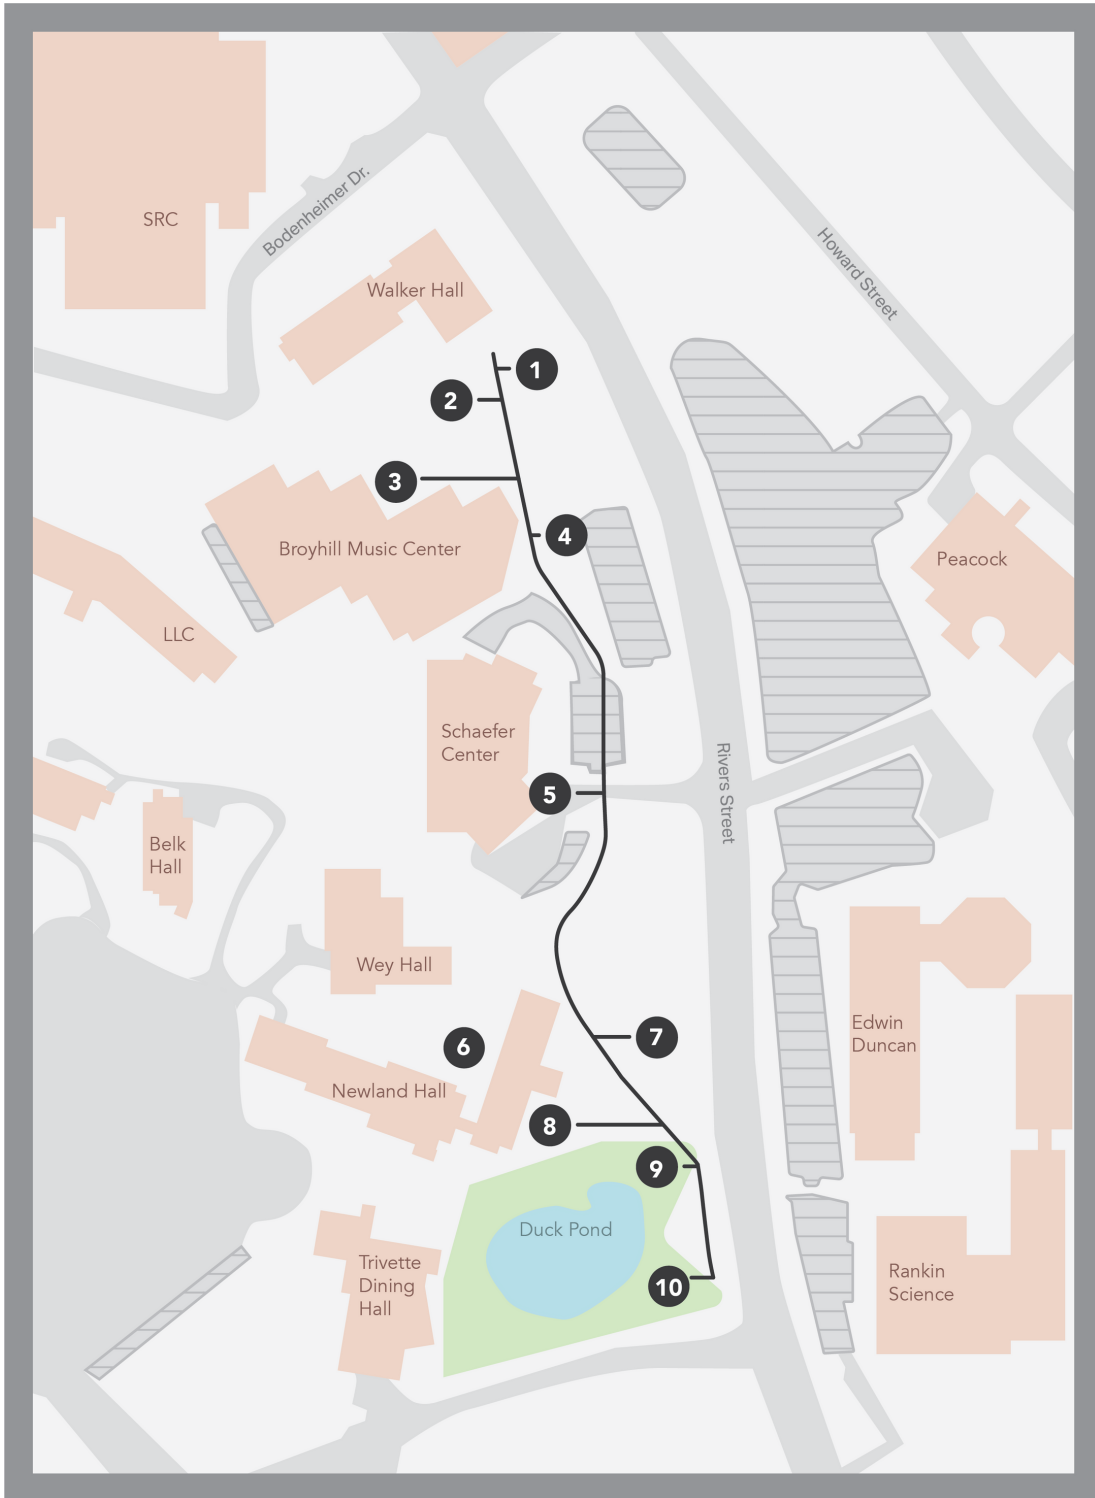 SRC
Bodenheimer Dr.
Walker Hall
Howard Street
1
2
3
4
Broyhill Music Center
Peacock
LLC
Schaefer
Center
Rivers Street
5
Belk
Hall
Wey Hall
Edwin
Duncan
6
7
Newland Hall
8
9
Duck Pond
Trivette
Dining
Hall
10
Rankin
Science